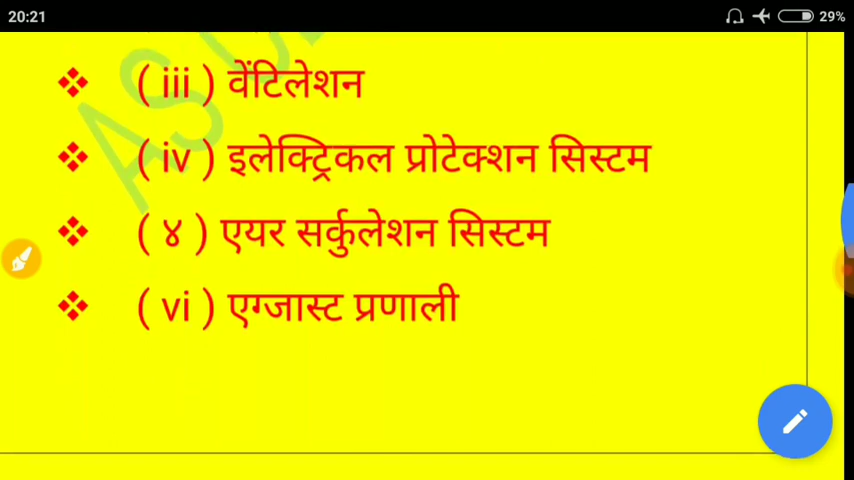 20:21
29%
❖ ( iii ) वेंटिलेशन
❖ ( iv ) इलेक्ट्रिकल प्रोटेक्शन सिस्टम
❖ ( ४ ) एयर सर्कुलेशन सिस्टम
❖ ( vi ) एग्जास्ट प्रणाली